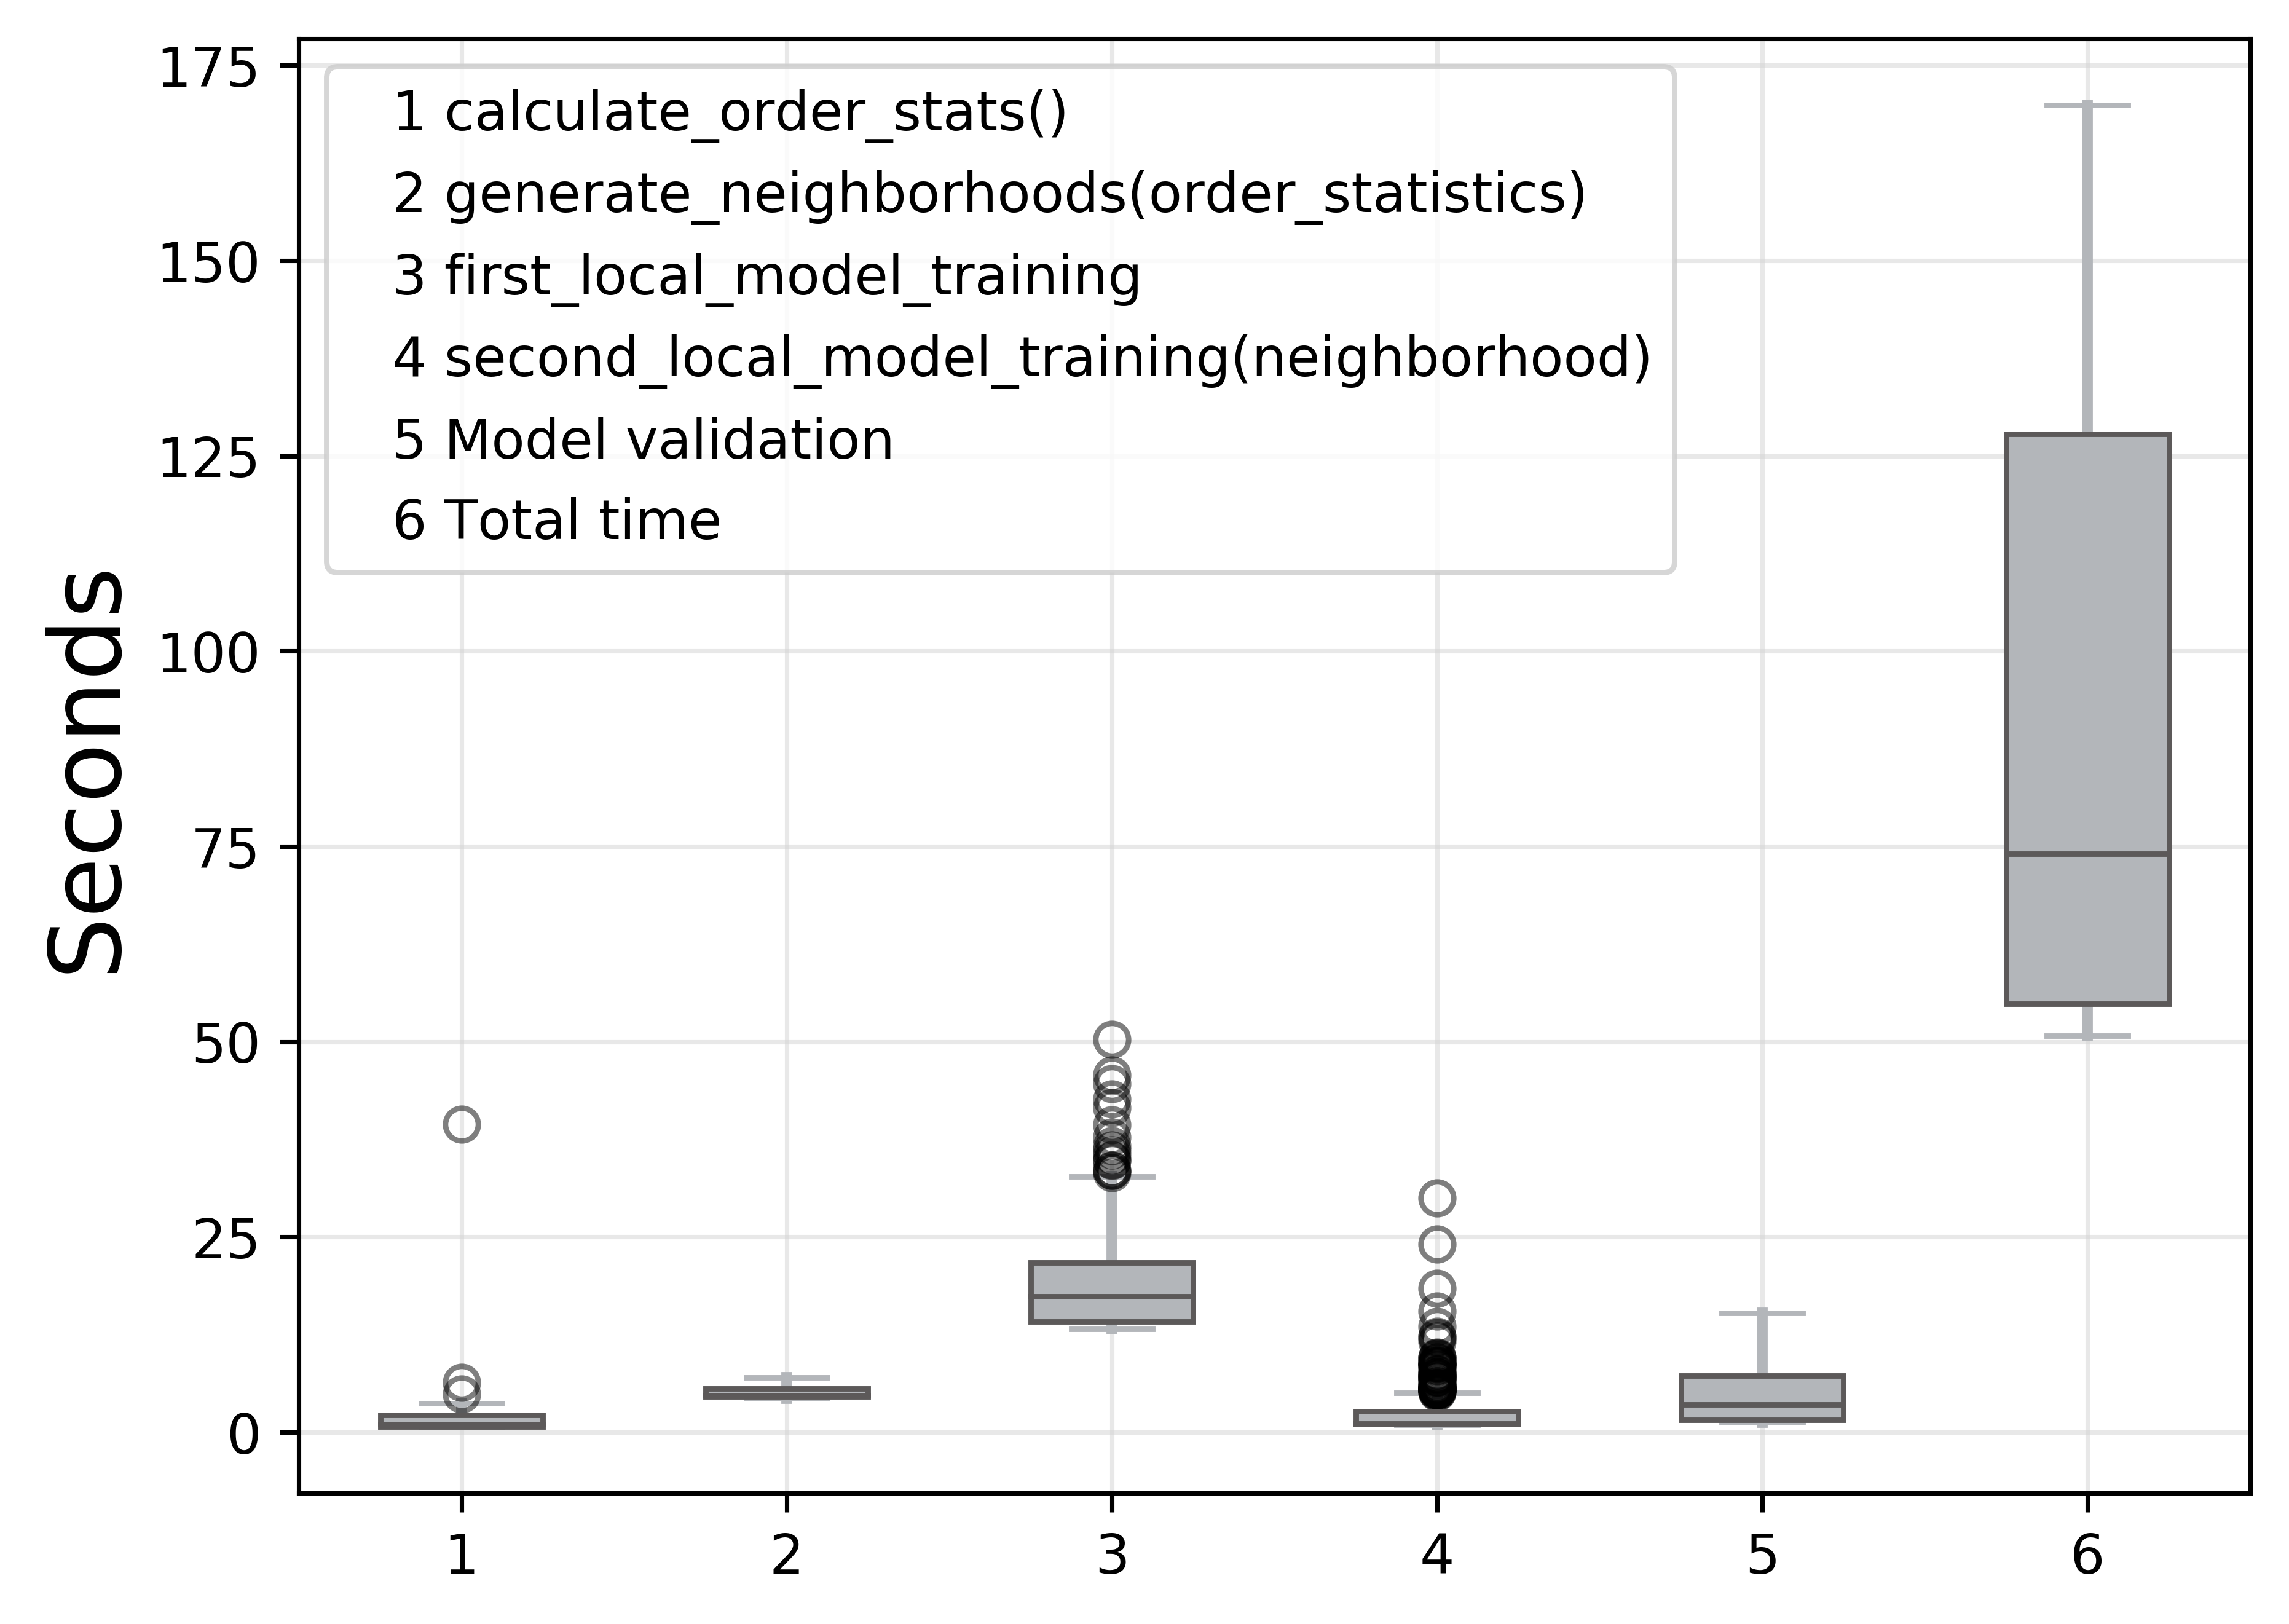 175
150
125
100
75
50
25
0
Seconds
1 calculate_order_stats()
2 generate_neighborhoods(order_statistics)
3 first_local_model_training
4 second_local_model_training(neighborhood)
5 Model validation
6 Total time
1 2 3 4 5 6